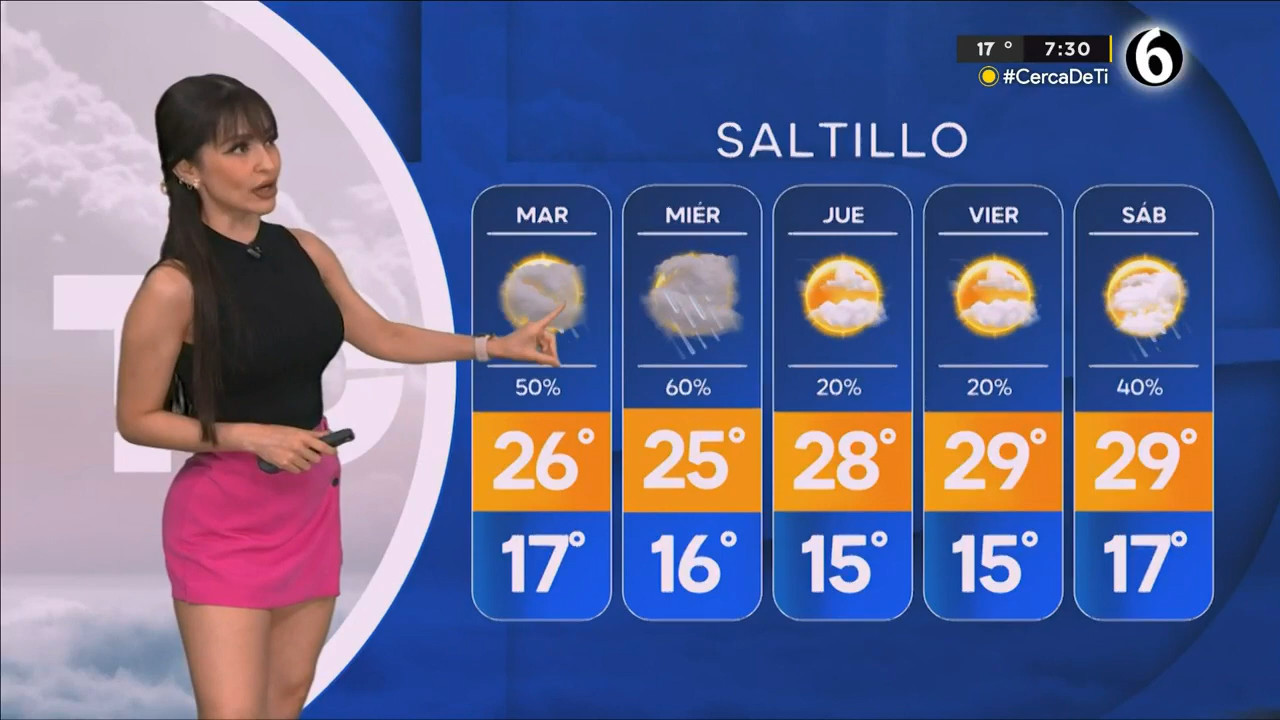 17 ° 7:30
6
#CercaDeTi
SALTILLO
MAR MIÉR JUE VIER SÁB
50% 60% 20% 20% 40%
26° 25° 28° 29° 29°
17° 16° 15° 15° 17°